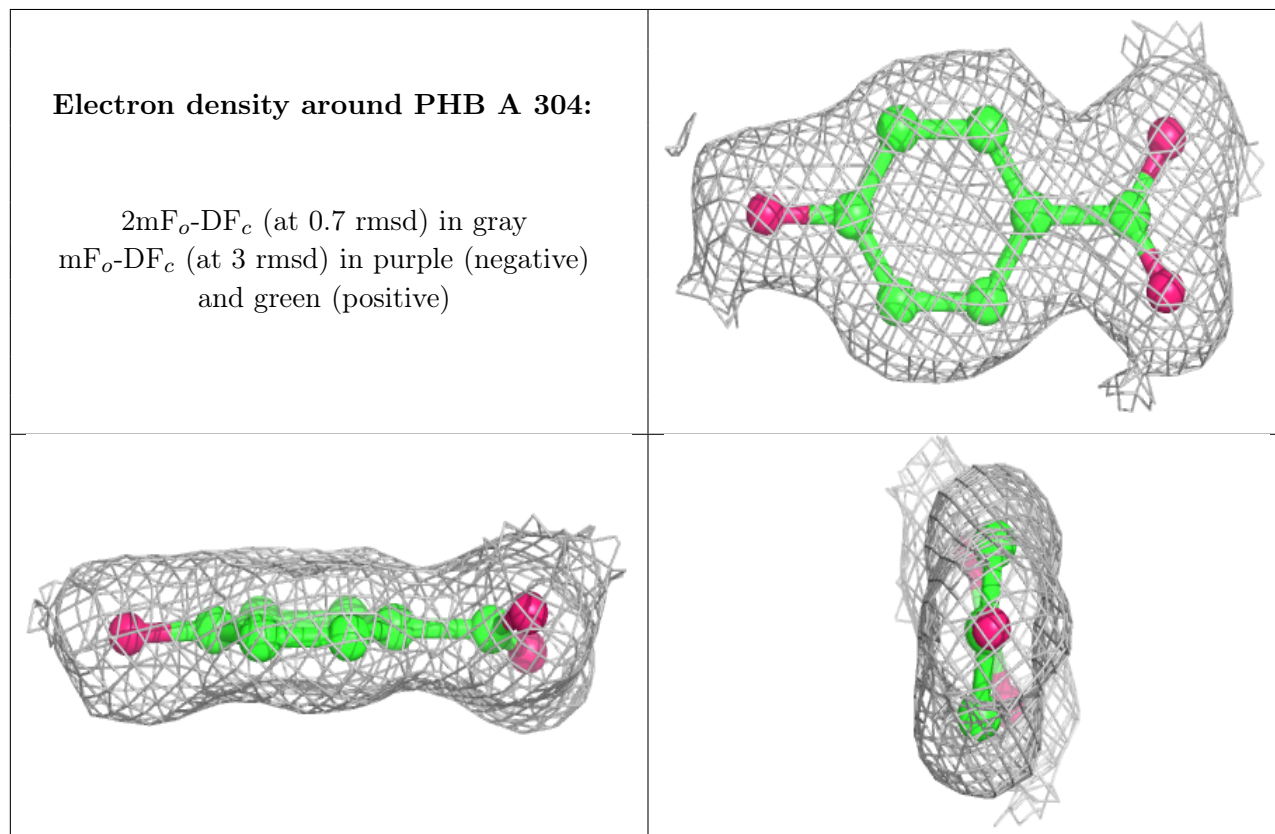 Electron density around PHB A 304:
2mFo-DFc (at 0.7 rmsd) in gray
mFo-DFc (at 3 rmsd) in purple (negative)
and green (positive)